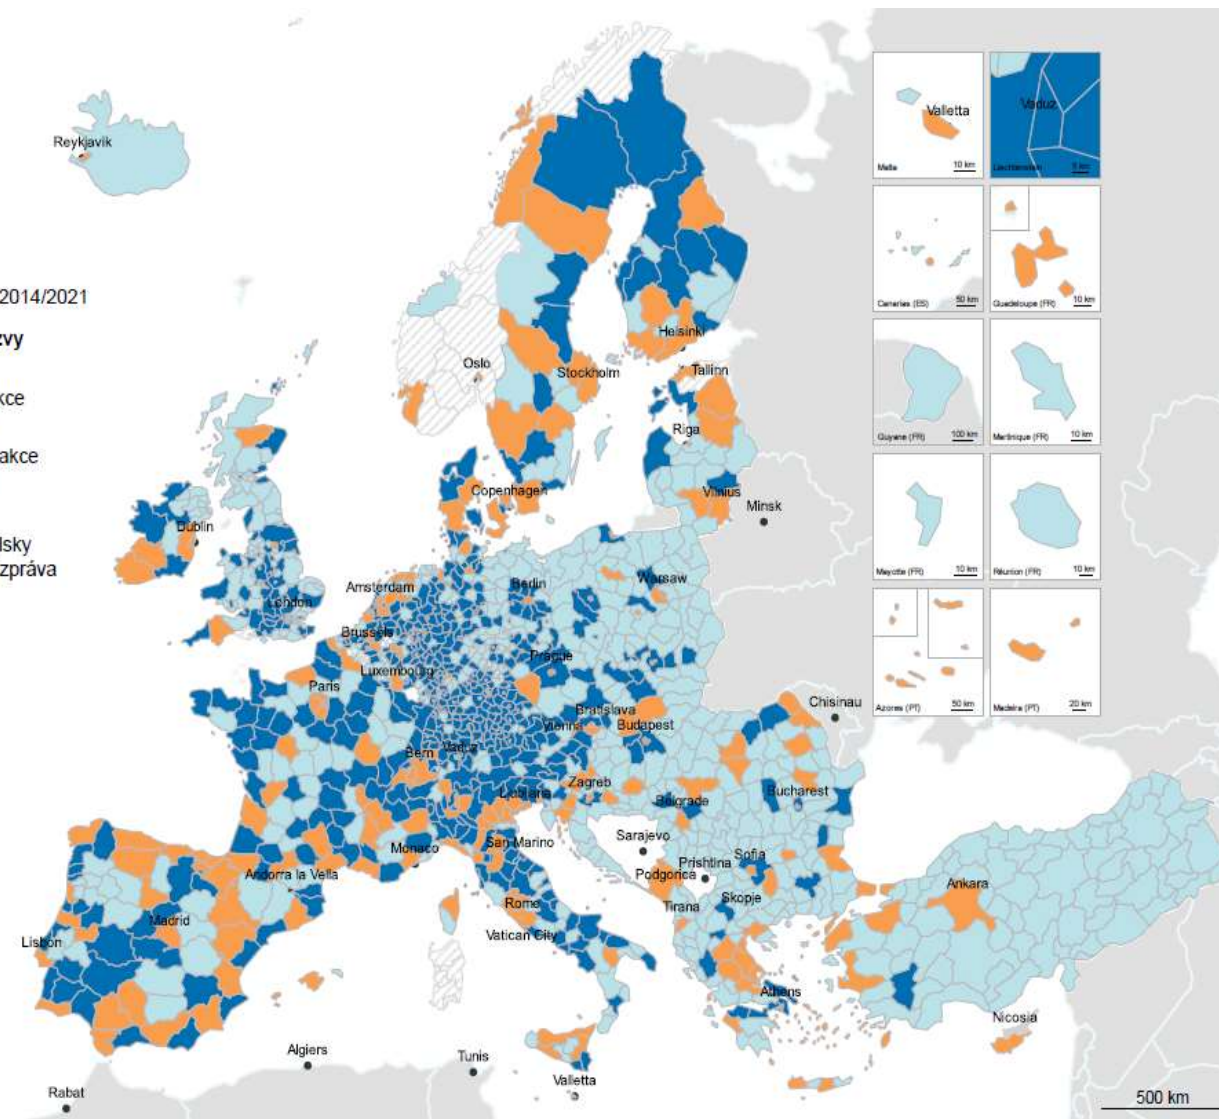 Reykjavik
2014/2021
zvy
kce
akce
lsky
zpráva
Oslo
Helsinki
Stockholm
Tallinn
Riga
Copenhagen
Vilnius
Minsk
Dublin
Amsterdam
Berlin
Warsaw
London
Brussels
Prague
Luxembourg
Paris
Bratislava
Chisinau
Vienna
Budapest
Bern
Vaduz
Zagreb
Ljubljana
Belgrade
Bucharest
Sarajevo
Monaco
San Marino
Prishtina
Sofia
Andorra la Vella
Podgorica
Ankara
Skopje
Rome
Tirana
Madrid
Vatican City
Lisbon
Athens
Nicosia
Algiers
Tunis
Valletta
Rabat
500 km
Valletta
Malta
10 km
Vaduz
Liechtenstein
5 km
Canarias (ES)
50 km
Guadeloupe (FR)
10 km
Guyane (FR)
100 km
Martinique (FR)
10 km
Mayotte (FR)
10 km
Réunion (FR)
10 km
Azores (PT)
50 km
Madeira (PT)
20 km